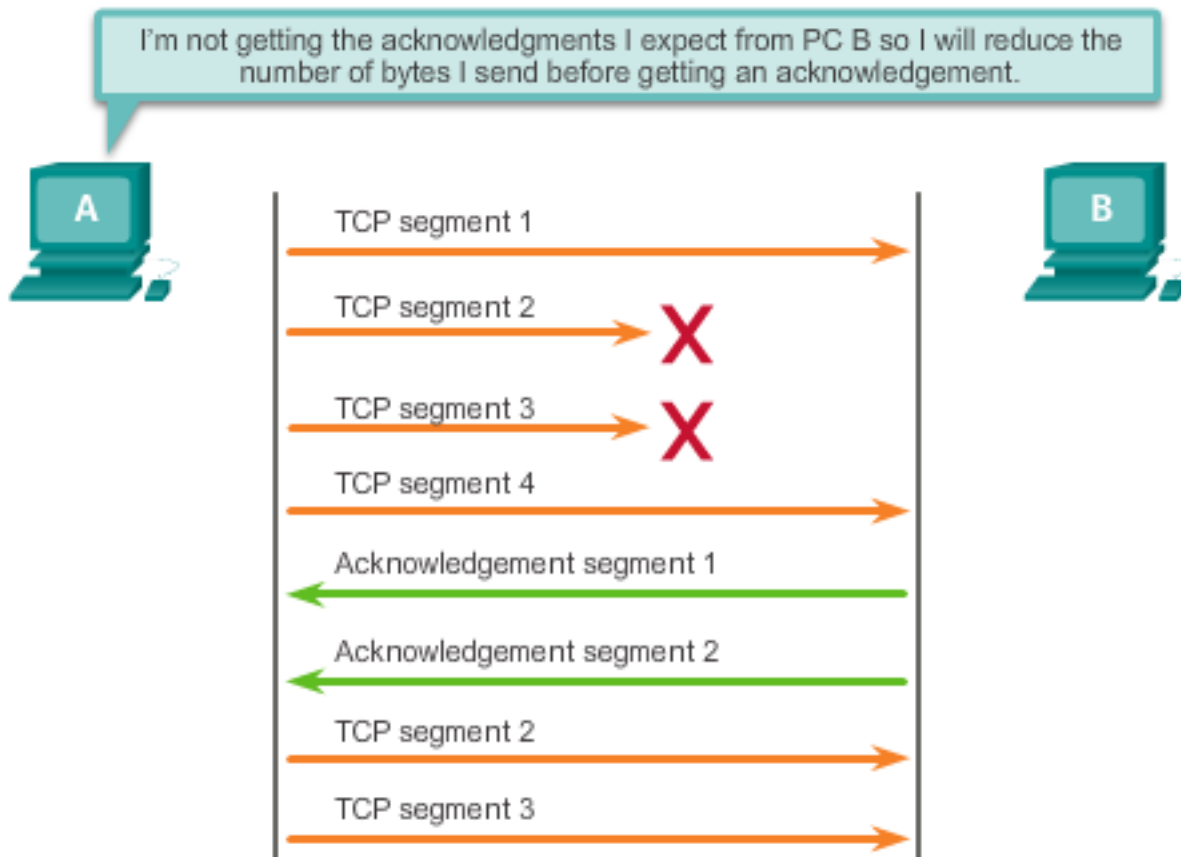 I'm not getting the acknowledgments I expect from PC B so I will reduce the
number of bytes I send before getting an acknowledgement.
A
B
TCP segment 1
TCP segment 2
X
TCP segment 3
X
TCP segment 4
Acknowledgement segment 1
Acknowledgement segment 2
TCP segment 2
TCP segment 3